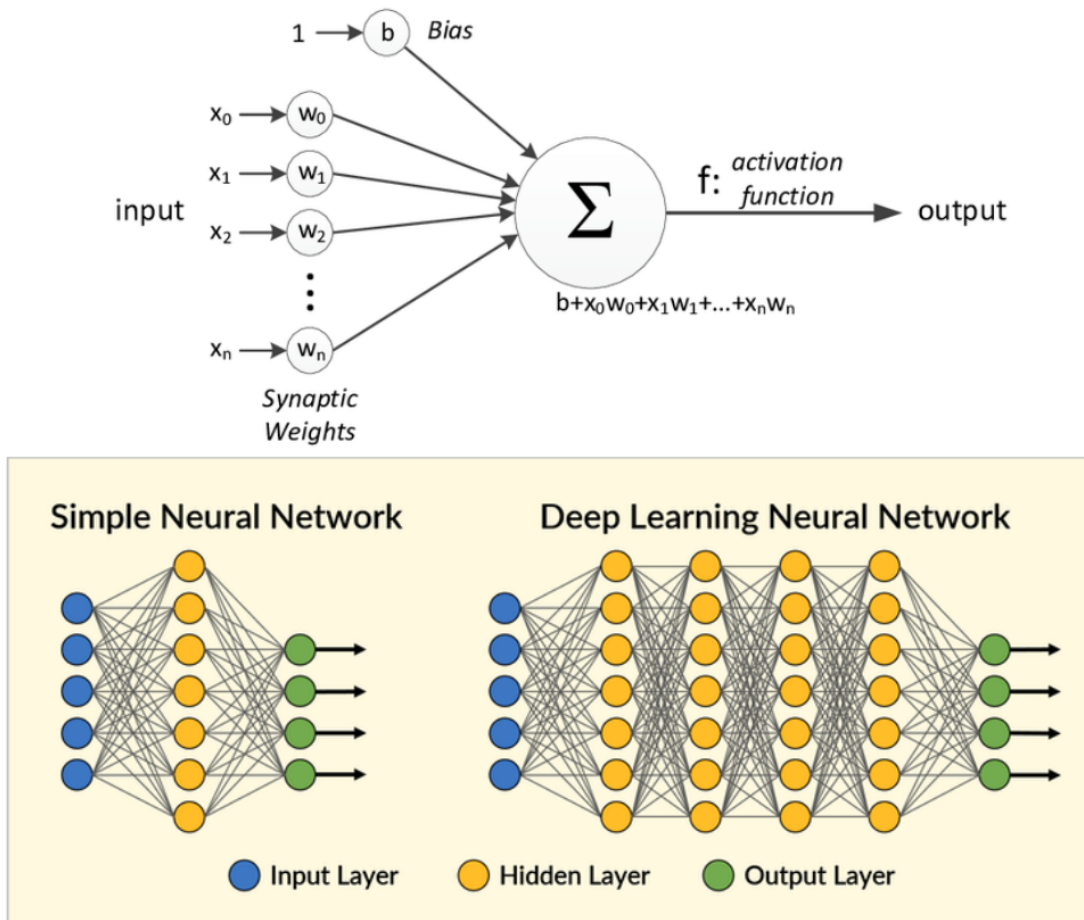 1
b
Bias
x₀
w₀
x₁
w₁
input
x₂
w₂
⋮
xₙ
wₙ
Synaptic
Weights
Σ
b+x₀w₀+x₁w₁+...+xₙwₙ
f: activation
function
output
Simple Neural Network
Deep Learning Neural Network
Input Layer
Hidden Layer
Output Layer